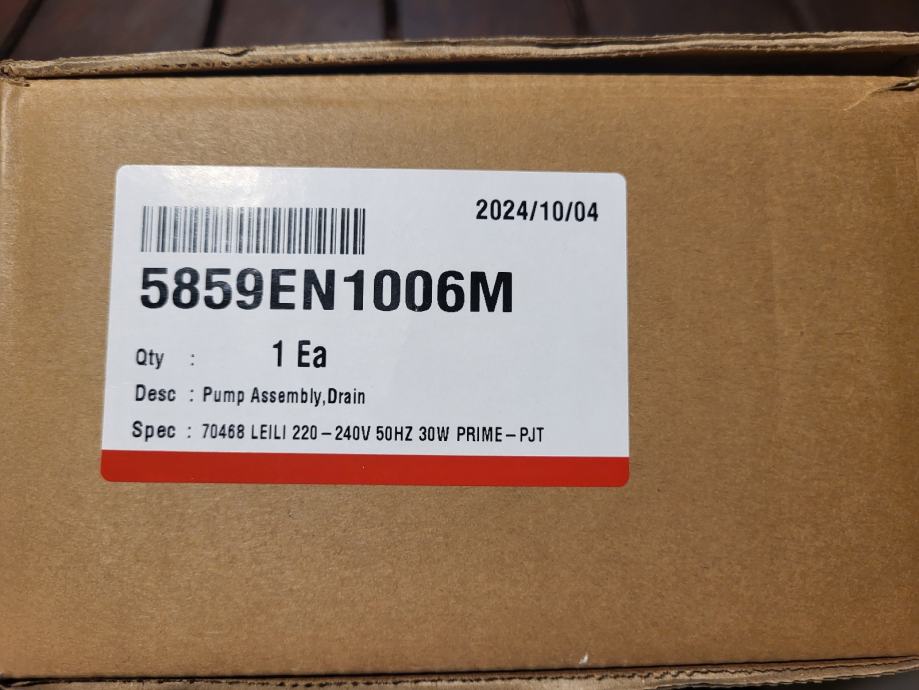 2024/10/04
5859EN1006M
Qty : 1 Ea
Desc : Pump Assembly,Drain
Spec : 70468 LEILI 220-240V 50HZ 30W PRIME-PJT